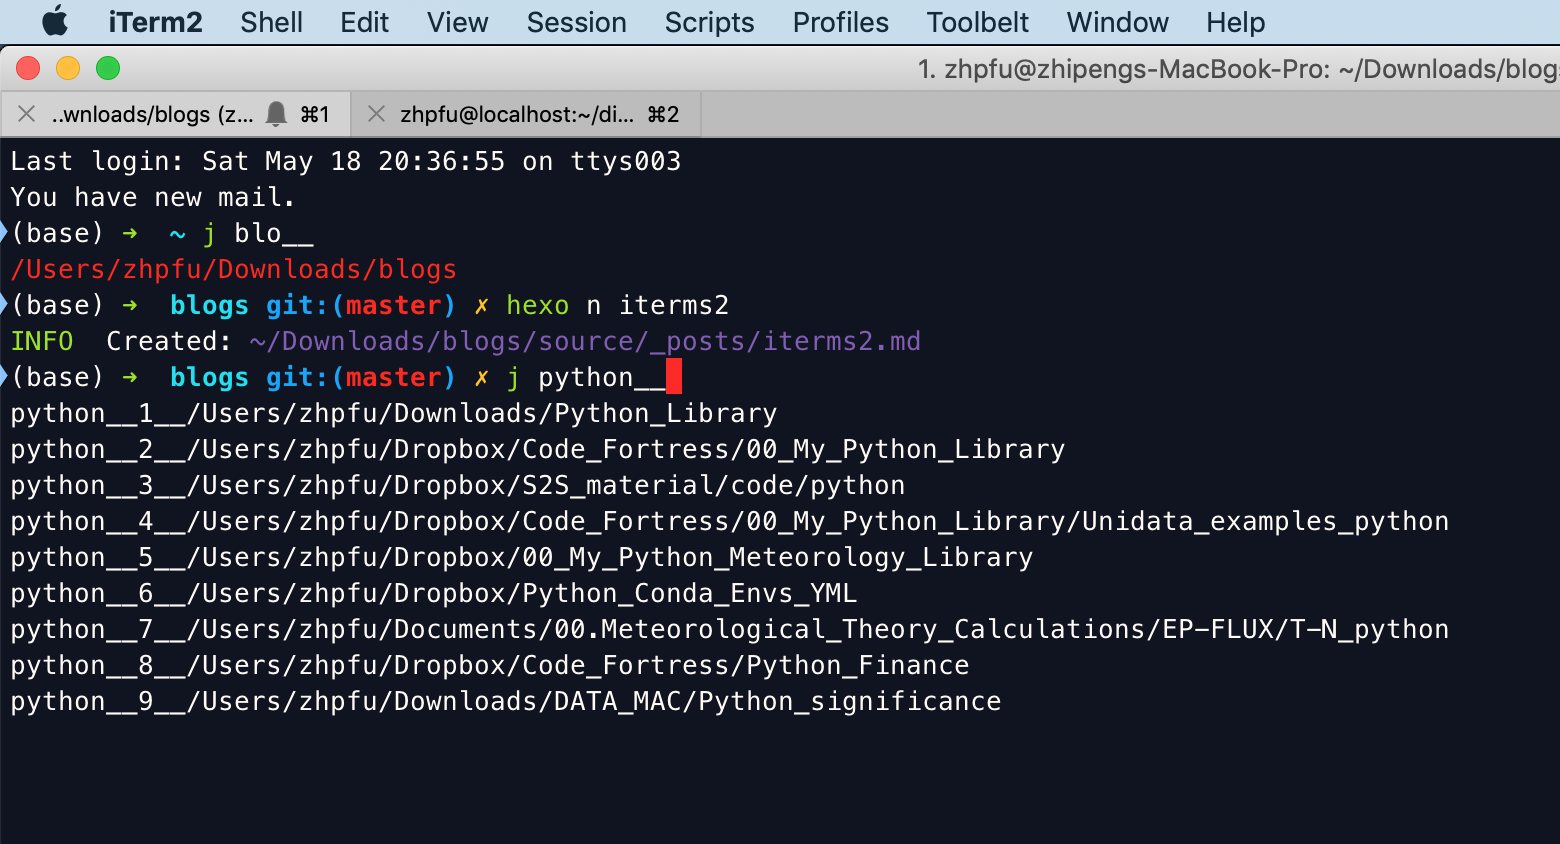 iTerm2 Shell Edit View Session Scripts Profiles Toolbelt Window Help
1. zhpfu@zhipengs-MacBook-Pro: ~/Downloads/blogs
..wnloads/blogs (z... ⌘1 zhpfu@localhost:~/di... ⌘2
Last login: Sat May 18 20:36:55 on ttys003
You have new mail.
(base) ➜  ~ j blo__
/Users/zhpfu/Downloads/blogs
(base) ➜  blogs git:(master) ✗ hexo n iterms2
INFO  Created: ~/Downloads/blogs/source/_posts/iterms2.md
(base) ➜  blogs git:(master) ✗ j python__
python__1__/Users/zhpfu/Downloads/Python_Library
python__2__/Users/zhpfu/Dropbox/Code_Fortress/00_My_Python_Library
python__3__/Users/zhpfu/Dropbox/S2S_material/code/python
python__4__/Users/zhpfu/Dropbox/Code_Fortress/00_My_Python_Library/Unidata_examples_python
python__5__/Users/zhpfu/Dropbox/00_My_Python_Meteorology_Library
python__6__/Users/zhpfu/Dropbox/Python_Conda_Envs_YML
python__7__/Users/zhpfu/Documents/00.Meteorological_Theory_Calculations/EP-FLUX/T-N_python
python__8__/Users/zhpfu/Dropbox/Code_Fortress/Python_Finance
python__9__/Users/zhpfu/Downloads/DATA_MAC/Python_significance